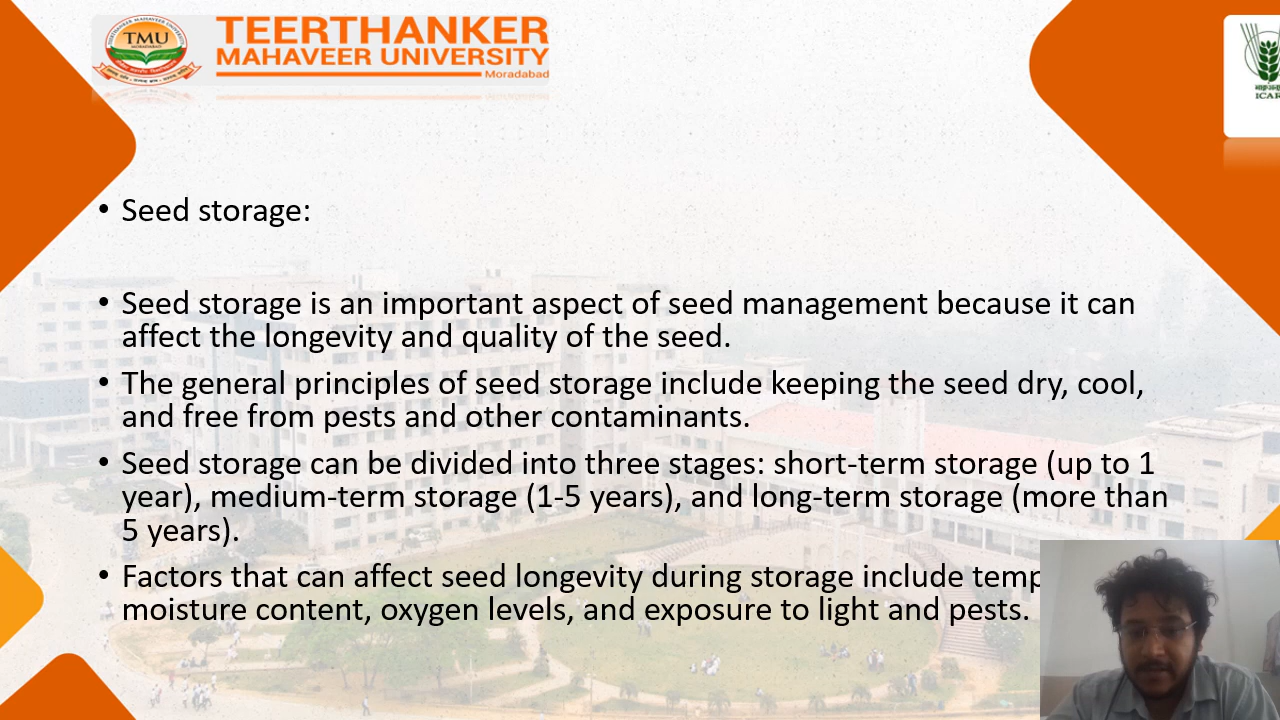 TMU
MORADABAD
TEERTHANKER
MAHAVEER UNIVERSITY
Moradabad
ICAR
• Seed storage:
• Seed storage is an important aspect of seed management because it can
affect the longevity and quality of the seed.
• The general principles of seed storage include keeping the seed dry, cool,
and free from pests and other contaminants.
• Seed storage can be divided into three stages: short-term storage (up to 1
year), medium-term storage (1-5 years), and long-term storage (more than
5 years).
• Factors that can affect seed longevity during storage include temp
moisture content, oxygen levels, and exposure to light and pests.